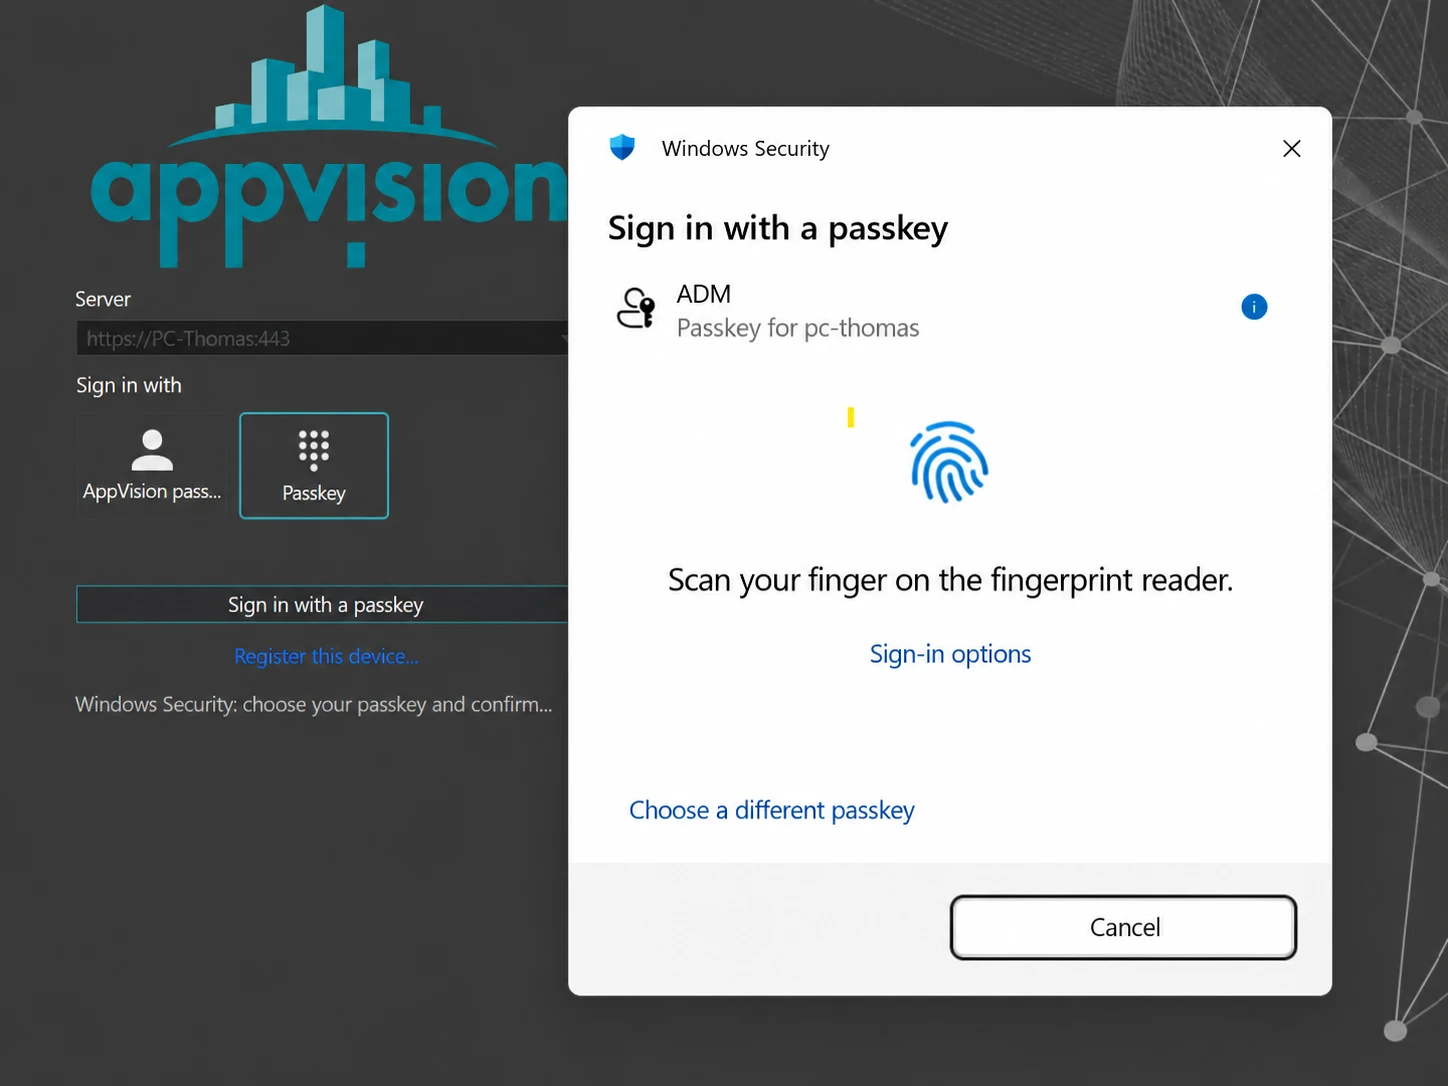 appvision
Server
https://PC-Thomas:443
Sign in with
AppVision pass...
Passkey
Sign in with a passkey
Register this device...
Windows Security: choose your passkey and confirm...
Windows Security
Sign in with a passkey
ADM
Passkey for pc-thomas
Scan your finger on the fingerprint reader.
Sign-in options
Choose a different passkey
Cancel